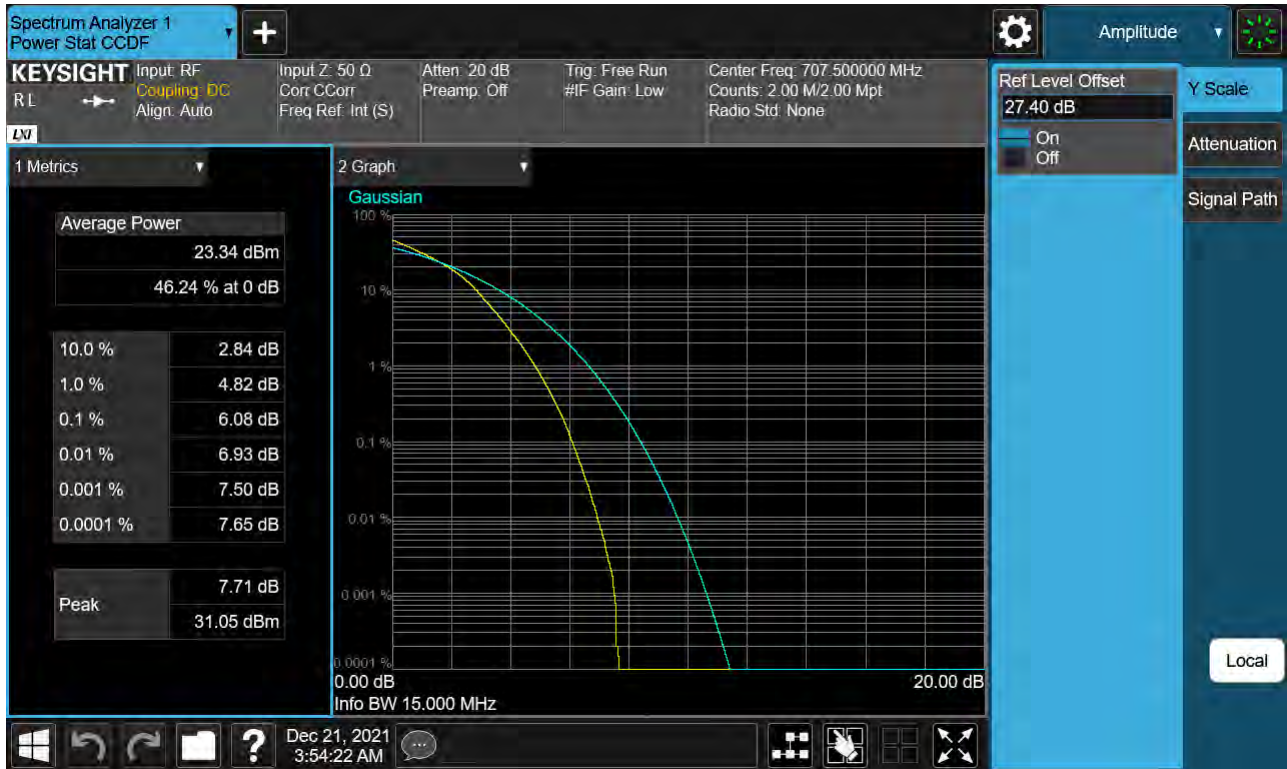 Spectrum Analyzer 1
Power Stat CCDF
Amplitude
KEYSIGHT
RL
LXI
Input: RF
Coupling: DC
Align: Auto
Input Z: 50 Ω
Corr CCorr
Freq Ref: Int (S)
Atten: 20 dB
Preamp: Off
Trig: Free Run
#IF Gain: Low
Center Freq: 707.500000 MHz
Counts: 2.00 M/2.00 Mpt
Radio Std: None
Ref Level Offset
27.40 dB
On
Off
Y Scale
Attenuation
Signal Path
Local
1 Metrics
Average Power
23.34 dBm
46.24 % at 0 dB
10.0 % 2.84 dB
1.0 % 4.82 dB
0.1 % 6.08 dB
0.01 % 6.93 dB
0.001 % 7.50 dB
0.0001 % 7.65 dB
Peak
7.71 dB
31.05 dBm
2 Graph
Gaussian
100 %
10 %
1 %
0.1 %
0.01 %
0.001 %
0.0001 %
0.00 dB 20.00 dB
Info BW 15.000 MHz
?
Dec 21, 2021
3:54:22 AM